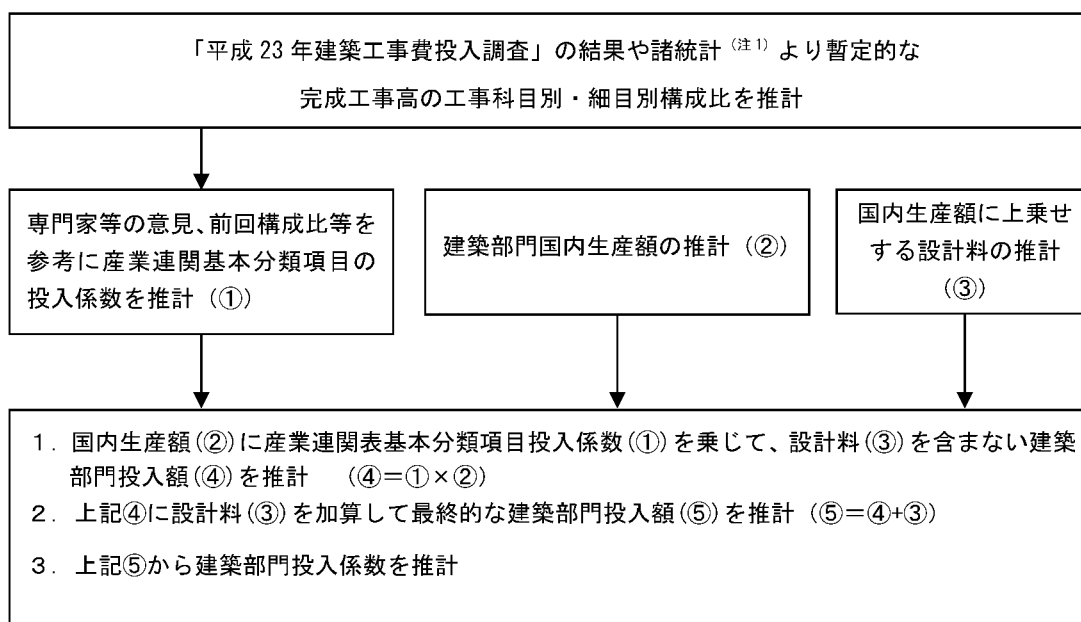 「平成23年建築工事費投入調査」の結果や諸統計（注1）より暫定的な
完成工事高の工事科目別・細目別構成比を推計
専門家等の意見、前回構成比等を
参考に産業連関基本分類項目の
投入係数を推計（①）
建築部門国内生産額の推計（②）
国内生産額に上乗せ
する設計料の推計
（③）
１．国内生産額(②)に産業連関表基本分類項目投入係数(①)を乗じて、設計料(③)を含まない建築
部門投入額(④)を推計　（④＝①×②）
２．上記④に設計料(③)を加算して最終的な建築部門投入額(⑤)を推計（⑤＝④+③）
３．上記⑤から建築部門投入係数を推計